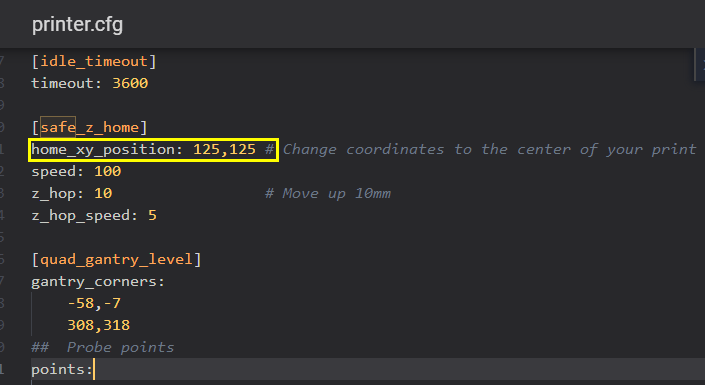 printer.cfg
7
[idle_timeout]
8
timeout: 3600
9
0
[safe_z_home]
1
home_xy_position: 125,125 # Change coordinates to the center of your print
2
speed: 100
3
z_hop: 10 # Move up 10mm
4
z_hop_speed: 5
5
6
[quad_gantry_level]
7
gantry_corners:
8
-58,-7
9
308,318
0
## Probe points
1
points: